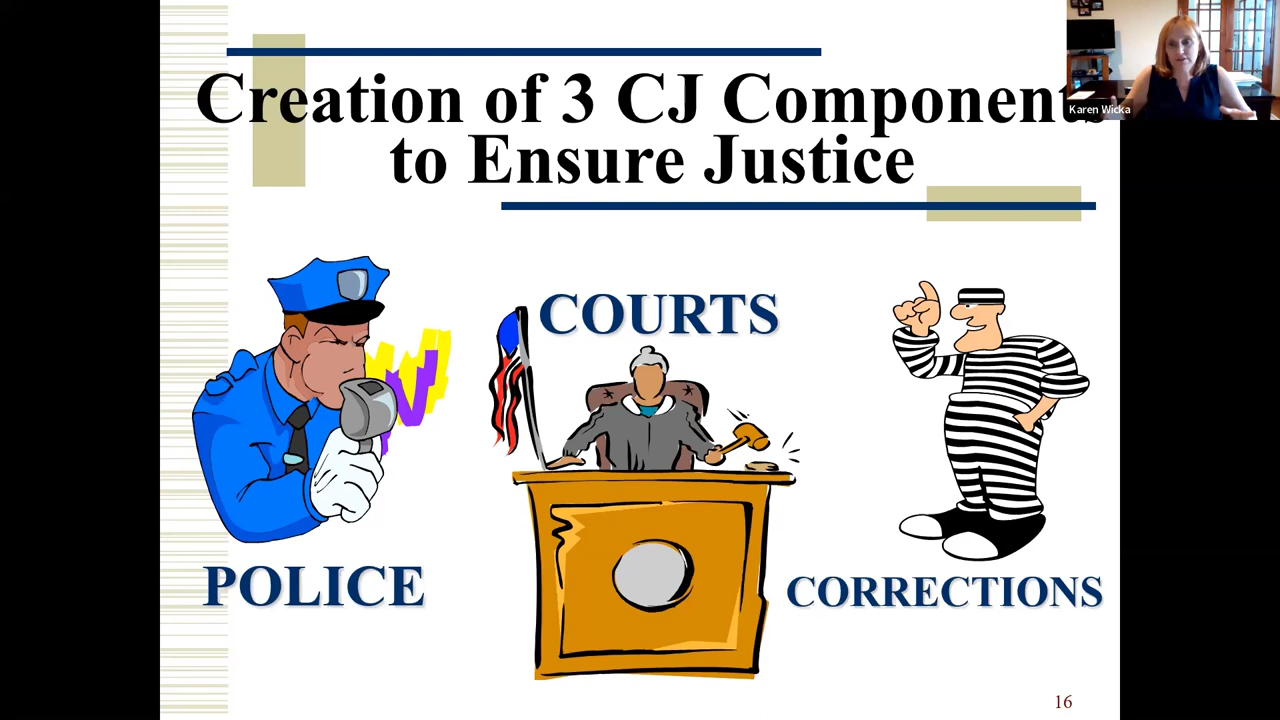 Creation of 3 CJ Components
to Ensure Justice
Karen Wicka
COURTS
POLICE
CORRECTIONS
16